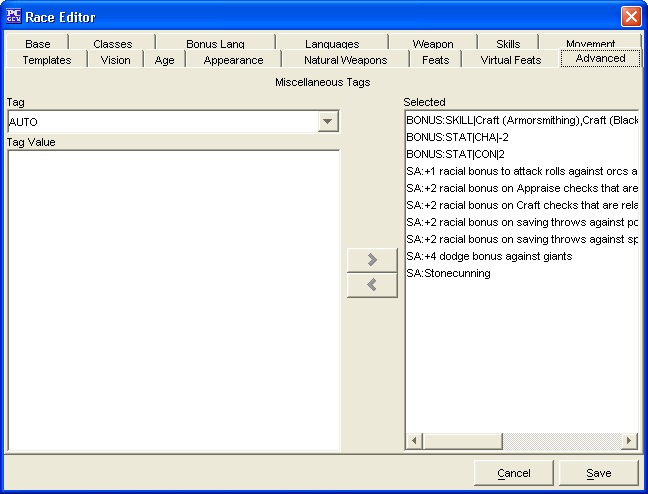 PC GEN Race Editor
Base Classes Bonus Lang Languages Weapon Skills Movement
Templates Vision Age Appearance Natural Weapons Feats Virtual Feats Advanced
Miscellaneous Tags
Tag
AUTO
Tag Value
Selected
BONUS:SKILL|Craft (Armorsmithing),Craft (Black
BONUS:STAT|CHA|-2
BONUS:STAT|CON|2
SA:+1 racial bonus to attack rolls against orcs a
SA:+2 racial bonus on Appraise checks that are
SA:+2 racial bonus on Craft checks that are rela
SA:+2 racial bonus on saving throws against po
SA:+2 racial bonus on saving throws against sp
SA:+4 dodge bonus against giants
SA:Stonecunning
Cancel Save